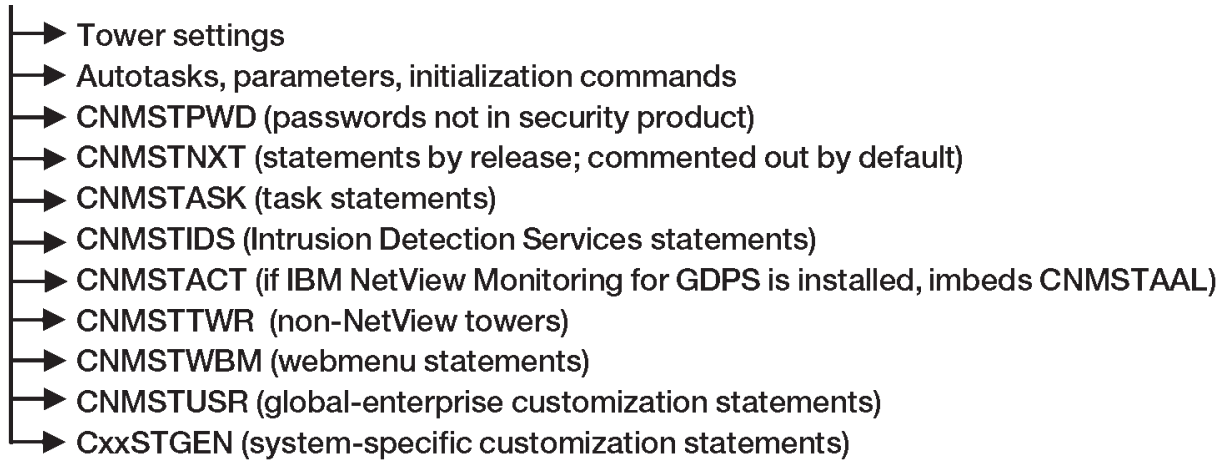 Tower settings
Autotasks, parameters, initialization commands
CNMSTPWD (passwords not in security product)
CNMSTNXT (statements by release; commented out by default)
CNMSTASK (task statements)
CNMSTIDS (Intrusion Detection Services statements)
CNMSTACT (if IBM NetView Monitoring for GDPS is installed, imbeds CNMSTAAL)
CNMSTTWR (non-NetView towers)
CNMSTWBM (webmenu statements)
CNMSTUSR (global-enterprise customization statements)
CxxSTGEN (system-specific customization statements)